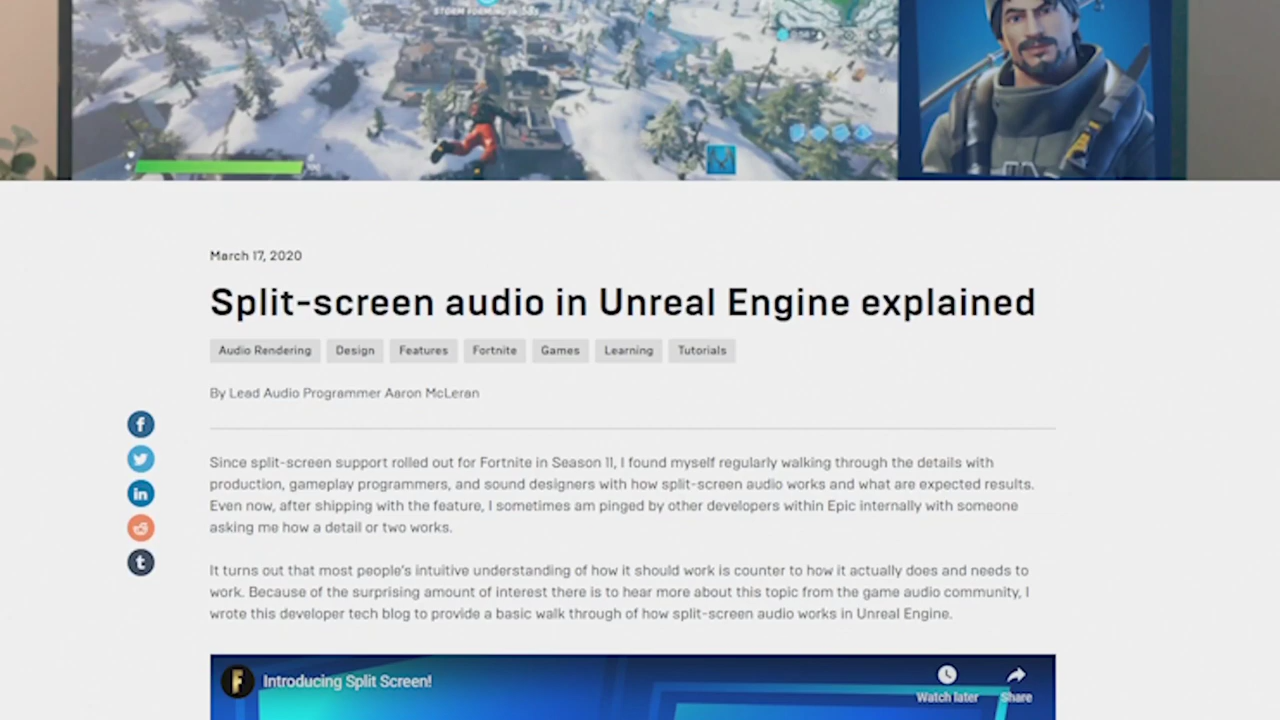 March 17, 2020
Split-screen audio in Unreal Engine explained
Audio Rendering Design Features Fortnite Games Learning Tutorials
By Lead Audio Programmer Aaron McLeran
Since split-screen support rolled out for Fortnite in Season 11, I found myself regularly walking through the details with
production, gameplay programmers, and sound designers with how split-screen audio works and what are expected results.
Even now, after shipping with the feature, I sometimes am pinged by other developers within Epic internally with someone
asking me how a detail or two works.
It turns out that most people's intuitive understanding of how it should work is counter to how it actually does and needs to
work. Because of the surprising amount of interest there is to hear more about this topic from the game audio community, I
wrote this developer tech blog to provide a basic walk through of how split-screen audio works in Unreal Engine.
Introducing Split Screen!
Watch later Share